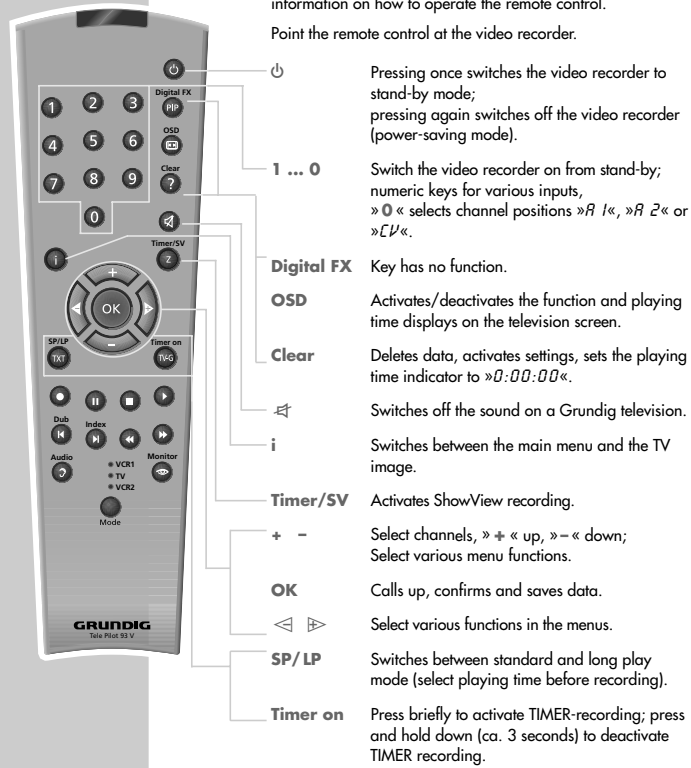 information on how to operate the remote control.
Point the remote control at the video recorder.
Pressing once switches the video recorder to
stand-by mode;
pressing again switches off the video recorder
(power-saving mode).
1 ... 0 Switch the video recorder on from stand-by;
numeric keys for various inputs,
» 0 « selects channel positions »A 1«, »A 2« or
»CV«.
Digital FX Key has no function.
OSD Activates/deactivates the function and playing
time displays on the television screen.
Clear Deletes data, activates settings, sets the playing
time indicator to »0:00:00«.
Switches off the sound on a Grundig television.
i Switches between the main menu and the TV
image.
Timer/SV Activates ShowView recording.
+ – Select channels, » + « up, » – « down;
Select various menu functions.
OK Calls up, confirms and saves data.
Select various functions in the menus.
SP/ LP Switches between standard and long play
mode (select playing time before recording).
Timer on Press briefly to activate TIMER-recording; press
and hold down (ca. 3 seconds) to deactivate
TIMER recording.
Digital FX
1 2 3 PIP
OSD
4 5 6
Clear
7 8 9 ?
0
Timer/SV
i Z
+
OK
–
SP/LP Timer on
TXT TV-G
Dub Index
Audio Monitor
VCR1
TV
VCR2
Mode
GRUNDIG
Tele Pilot 93 V